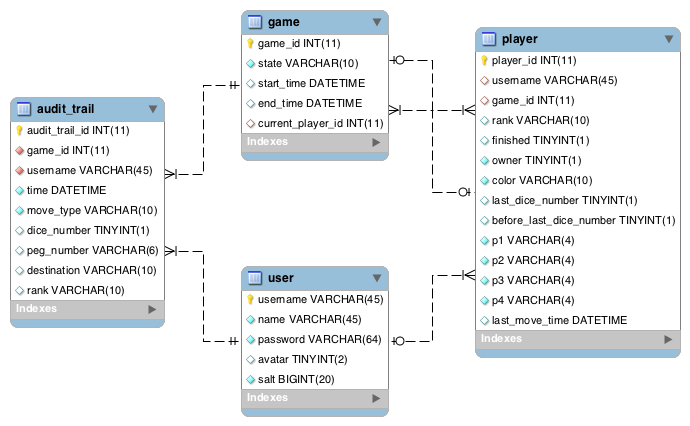 game
game_id INT(11)
state VARCHAR(10)
start_time DATETIME
end_time DATETIME
current_player_id INT(11)
Indexes
player
player_id INT(11)
username VARCHAR(45)
game_id INT(11)
rank VARCHAR(10)
finished TINYINT(1)
owner TINYINT(1)
color VARCHAR(10)
last_dice_number TINYINT(1)
before_last_dice_number TINYINT(1)
p1 VARCHAR(4)
p2 VARCHAR(4)
p3 VARCHAR(4)
p4 VARCHAR(4)
last_move_time DATETIME
Indexes
audit_trail
audit_trail_id INT(11)
game_id INT(11)
username VARCHAR(45)
time DATETIME
move_type VARCHAR(10)
dice_number TINYINT(1)
peg_number VARCHAR(6)
destination VARCHAR(10)
rank VARCHAR(10)
Indexes
user
username VARCHAR(45)
name VARCHAR(45)
password VARCHAR(64)
avatar TINYINT(2)
salt BIGINT(20)
Indexes